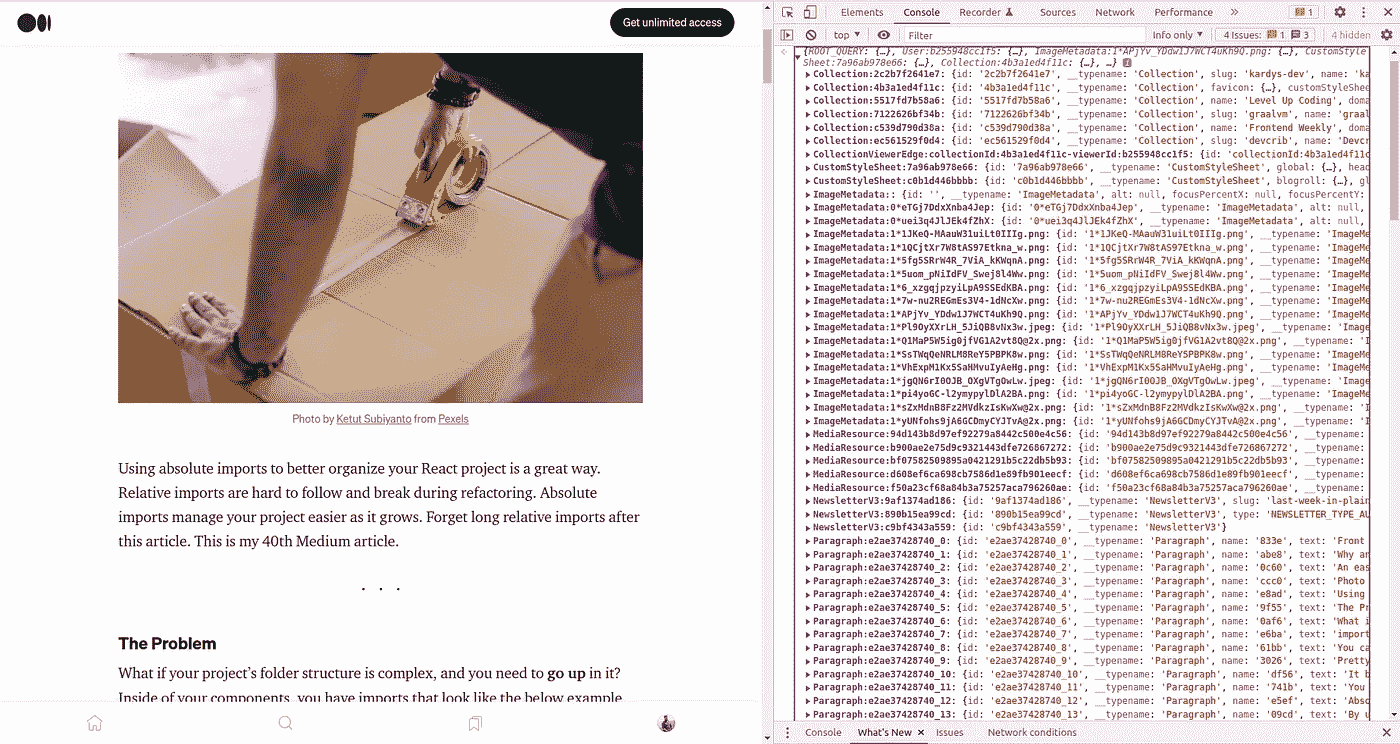 Get unlimited access
Photo by Ketut Subiyanto from Pexels
Using absolute imports to better organize your React project is a great way.
Relative imports are hard to follow and break during refactoring. Absolute
imports manage your project easier as it grows. Forget long relative imports after
this article. This is my 40th Medium article.
. . .
The Problem
What if your project's folder structure is complex, and you need to go up in it?
Inside of your components, you have imports that look like the below example
Elements Console Recorder Sources Network Performance » 1
top Filter Info only 4 Issues: 1 3 4 hidden
{ROOT_QUERY: {…}, User:b255948cc1f5: {…}, ImageMetadata:1*APjYv_YDdw1J7WCT4uKh9Q.png: {…}, CustomStyle
Sheet:7a96ab978e66: {…}, Collection:4b3a1ed4f11c: {…}, …}
Collection:2c2b7f2641e7: {id: '2c2b7f2641e7', __typename: 'Collection', slug: 'kardys-dev', name: 'ka
Collection:4b3a1ed4f11c: {id: '4b3a1ed4f11c', favicon: {…}, customStyleShee
Collection:5517fd7b58a6: {id: '5517fd7b58a6', __typename: 'Collection', name: 'Level Up Coding', doma
Collection:7122626bf34b: {id: '7122626bf34b', __typename: 'Collection', slug: 'graalvm', name: 'graal
Collection:c539d790d38a: {id: 'c539d790d38a', __typename: 'Collection', name: 'Frontend Weekly', doma
Collection:ec561529f0d4: {id: 'ec561529f0d4', __typename: 'Collection', slug: 'devcrib', name: 'Devcr
CollectionViewerEdge:collectionId:4b3a1ed4f11c-viewerId:b255948cc1f5: {id: 'collectionId:4b3a1ed4f11c
CustomStyleSheet:7a96ab978e66: {id: '7a96ab978e66', __typename: 'CustomStyleSheet', global: {…}, head
CustomStyleSheet:c0b1d446bbbb: {id: 'c0b1d446bbbb', __typename: 'CustomStyleSheet', blogroll: {…}, gl
ImageMetadata:: {id: '', __typename: 'ImageMetadata', alt: null, focusPercentX: null, focusPercentY:
ImageMetadata:0*eTGj7DdxXnba4Jep: {id: '0*eTGj7DdxXnba4Jep', __typename: 'ImageMetadata', alt: null,
ImageMetadata:0*uei3q4JlJEk4fZhX: {id: '0*uei3q4JlJEk4fZhX', __typename: 'ImageMetadata', alt: null,
ImageMetadata:1*1JKeQ-MAauW31uiLt0IIIg.png: {id: '1*1JKeQ-MAauW31uiLt0IIIg.png', __typename: 'ImageMe
ImageMetadata:1*1QCjtXr7W8tAS97Etkna_w.png: {id: '1*1QCjtXr7W8tAS97Etkna_w.png', __typename: 'ImageMe
ImageMetadata:1*5fg5SRrW4R_7ViA_kKWqnA.png: {id: '1*5fg5SRrW4R_7ViA_kKWqnA.png', __typename: 'ImageMe
ImageMetadata:1*5uom_pNiIdFV_Swej8l4Ww.png: {id: '1*5uom_pNiIdFV_Swej8l4Ww.png', __typename: 'ImageMe
ImageMetadata:1*6_xzgqjpzyiLpA9SSEdKBA.png: {id: '1*6_xzgqjpzyiLpA9SSEdKBA.png', __typename: 'ImageMe
ImageMetadata:1*7w-nu2REGmEs3V4-1dNcXw.png: {id: '1*7w-nu2REGmEs3V4-1dNcXw.png', __typename: 'ImageMe
ImageMetadata:1*APjYv_YDdw1J7WCT4uKh9Q.png: {id: '1*APjYv_YDdw1J7WCT4uKh9Q.png', __typename: 'ImageMe
ImageMetadata:1*Pl9OyXXrLH_5JiQB8vNx3w.jpeg: {id: '1*Pl9OyXXrLH_5JiQB8vNx3w.jpeg', __typename: 'Image
ImageMetadata:1*Q1MaP5W5ig0jfVG1A2vt8Q@2x.png: {id: '1*Q1MaP5W5ig0jfVG1A2vt8Q@2x.png', __typename: 'I
ImageMetadata:1*SsTWqQeNRLM8ReY5PBPK8w.png: {id: '1*SsTWqQeNRLM8ReY5PBPK8w.png', __typename: 'ImageMe
ImageMetadata:1*VhExpM1Kx5SaHMvuIyAeHg.png: {id: '1*VhExpM1Kx5SaHMvuIyAeHg.png', __typename: 'ImageMe
ImageMetadata:1*jgQN6rI0OJB_OXgVTgOwLw.jpeg: {id: '1*jgQN6rI0OJB_OXgVTgOwLw.jpeg', __typename: 'Image
ImageMetadata:1*pi4yoGC-l2ymypylDlA42w.png: {id: '1*pi4yoGC-l2ymypylDlA42w.png', __typename: 'ImageMe
ImageMetadata:1*sZxMdnB8Fz2MVdkzIsKwXw@2x.png: {id: '1*sZxMdnB8Fz2MVdkzIsKwXw@2x.png', __typename: 'I
ImageMetadata:1*yUNfohs9jA6GCDmyCYJTvA@2x.png: {id: '1*yUNfohs9jA6GCDmyCYJTvA@2x.png', __typename: 'I
MediaResource:94d143b8d97ef92279a8442c500e4c56: {id: '94d143b8d97ef92279a8442c500e4c56', __typename:
MediaResource:b900ae2e70d5c9321443dfe726867272: {id: 'b900ae2e70d5c9321443dfe726867272', __typename:
MediaResource:bf07582509895a0421291b5c22db5b93: {id: 'bf07582509895a0421291b5c22db5b93', __typename:
MediaResource:d608ef6ca698cb7586d1e89fb901eecf: {id: 'd608ef6ca698cb7586d1e89fb901eecf', __typename:
MediaResource:f50a23cf68a84b3165757aca796260ae: {id: 'f50a23cf68a84b3165757aca796260ae', __typename:
NewsletterV3:9af1374ad186: {id: '9af1374ad186', __typename: 'NewsletterV3', slug: 'last-week-in-plain
NewsletterV3:890b15ea99cd: {id: '890b15ea99cd', __typename: 'NewsletterV3', type: 'NEWSLETTER_TYPE_AU
NewsletterV3:c9bf4343a559: {id: 'c9bf4343a559', __typename: 'NewsletterV3'}
Paragraph:e2ae37428740_0: {id: 'e2ae37428740_0', __typename: 'Paragraph', name: '833e', text: 'Front
Paragraph:e2ae37428740_1: {id: 'e2ae37428740_1', __typename: 'Paragraph', name: 'abe8', text: 'Why an
Paragraph:e2ae37428740_2: {id: 'e2ae37428740_2', __typename: 'Paragraph', name: '0c60', text: 'An eas
Paragraph:e2ae37428740_3: {id: 'e2ae37428740_3', __typename: 'Paragraph', name: 'ccc0', text: 'Photo
Paragraph:e2ae37428740_4: {id: 'e2ae37428740_4', __typename: 'Paragraph', name: 'e8ad', text: 'Using
Paragraph:e2ae37428740_5: {id: 'e2ae37428740_5', __typename: 'Paragraph', name: '9f55', text: 'The Pr
Paragraph:e2ae37428740_6: {id: 'e2ae37428740_6', __typename: 'Paragraph', name: '0af6', text: 'What i
Paragraph:e2ae37428740_7: {id: 'e2ae37428740_7', __typename: 'Paragraph', name: 'e6ba', text: 'import
Paragraph:e2ae37428740_8: {id: 'e2ae37428740_8', __typename: 'Paragraph', name: '61bb', text: 'You ca
Paragraph:e2ae37428740_9: {id: 'e2ae37428740_9', __typename: 'Paragraph', name: '3026', text: 'Pretty
Paragraph:e2ae37428740_10: {id: 'e2ae37428740_10', __typename: 'Paragraph', name: 'df56', text: 'It b
Paragraph:e2ae37428740_11: {id: 'e2ae37428740_11', __typename: 'Paragraph', name: '741b', text: 'You
Paragraph:e2ae37428740_12: {id: 'e2ae37428740_12', __typename: 'Paragraph', name: 'e5ef', text: 'Abso
Paragraph:e2ae37428740_13: {id: 'e2ae37428740_13', __typename: 'Paragraph', name: '09cd', text: 'By u
Console What's New Issues Network conditions